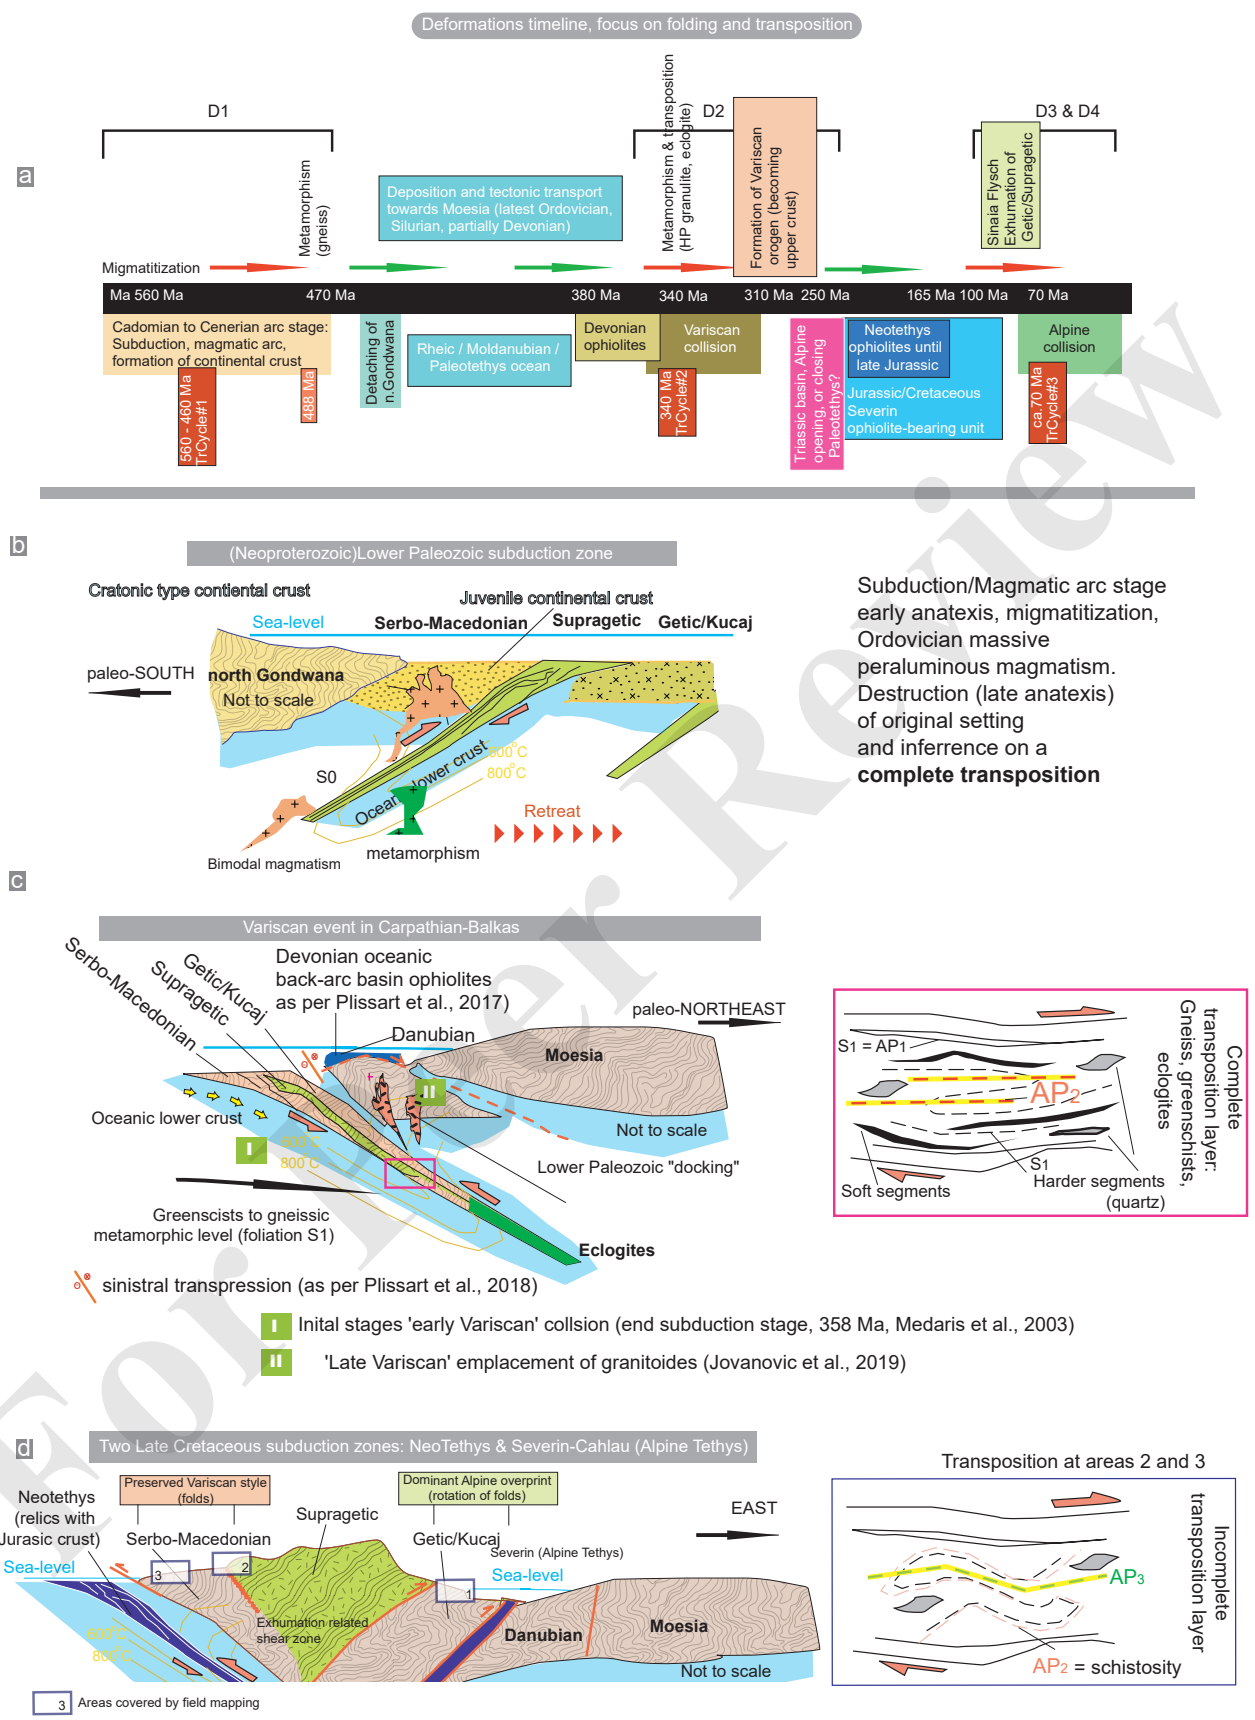 Deformations timeline, focus on folding and transposition
a
D1
D2
D3 & D4
Metamorphism
(gneiss)
Deposition and tectonic transport
towards Moesia (latest Ordovician,
Silurian, partially Devonian)
Metamorphism & transposition
(HP granulite, eclogite)
Formation of Variscan
orogen (becoming
upper crust)
Sinaia Flysch
Exhumation of
Getic/Supragetic
Migmatitization
Ma 560 Ma
470 Ma
380 Ma
340 Ma
310 Ma
250 Ma
165 Ma
100 Ma
70 Ma
Cadomian to Cenerian arc stage:
Subduction, magmatic arc,
formation of continental crust
560 - 460 Ma
TrCycle#1
488 Ma
Detaching of
n.Gondwana
Rheic / Moldanubian /
Paleotethys ocean
Devonian
ophiolites
Variscan
collision
340 Ma
TrCycle#2
Triassic basin, Alpine
opening, or closing
Paleotethys?
Neotethys
ophiolites until
late Jurassic
Jurassic/Cretaceous
Severin
ophiolite-bearing unit
Alpine
collision
ca.70 Ma
TrCycle#3
b
(Neoproterozoic)Lower Paleozoic subduction zone
Cratonic type contiental crust
Juvenile continental crust
Sea-level
Serbo-Macedonian
Supragetic
Getic/Kucaj
paleo-SOUTH
north Gondwana
Not to scale
S0
Ocean lower crust
600°C
800°C
Retreat
metamorphism
Bimodal magmatism
Subduction/Magmatic arc stage
early anatexis, migmatitization,
Ordovician massive
peraluminous magmatism.
Destruction (late anatexis)
of original setting
and inferrence on a
complete transposition
c
Variscan event in Carpathian-Balkas
Serbo-Macedonian
Supragetic
Getic/Kucaj
Devonian oceanic
back-arc basin ophiolites
as per Plissart et al., 2017)
Danubian
paleo-NORTHEAST
Moesia
Oceanic lower crust
I
II
600°C
800°C
Not to scale
Lower Paleozoic "docking"
Greenscists to gneissic
metamorphic level (foliation S1)
Eclogites
S1 = AP1
AP2
S1
Soft segments
Harder segments
(quartz)
Complete
transposition layer:
Gneiss, greenschists,
eclogites
sinistral transpression (as per Plissart et al., 2018)
I
Inital stages 'early Variscan' collsion (end subduction stage, 358 Ma, Medaris et al., 2003)
II
'Late Variscan' emplacement of granitoides (Jovanovic et al., 2019)
d
Two Late Cretaceous subduction zones: NeoTethys & Severin-Cahlau (Alpine Tethys)
Preserved Variscan style
(folds)
Dominant Alpine overprint
(rotation of folds)
Neotethys
(relics with
Jurasic crust)
Serbo-Macedonian
Supragetic
Getic/Kucaj
EAST
Severin (Alpine Tethys)
Sea-level
Sea-level
3
2
1
Exhumation related
shear zone
Danubian
Moesia
600°C
800°C
Not to scale
3
Areas covered by field mapping
Transposition at areas 2 and 3
AP3
AP2 = schistosity
Incomplete
transposition layer
For Peer Review